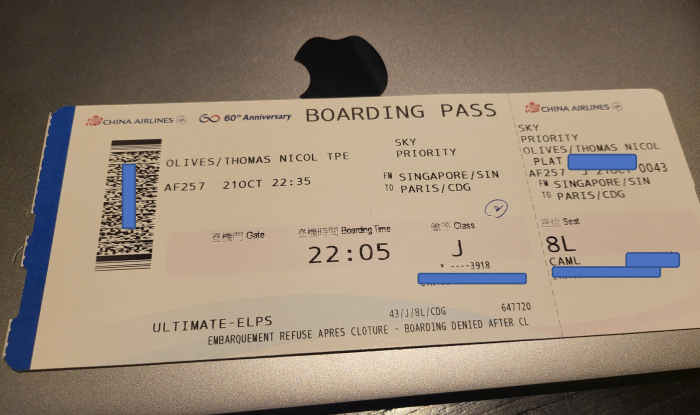 CHINA AIRLINES
60th Anniversary
BOARDING PASS
OLIVES/THOMAS NICOL TPE
SKY
PRIORITY
AF257 21OCT 22:35
FM SINGAPORE/SIN
TO PARIS/CDG
2
登機門 Gate
登機時間 Boarding Time
艙等 Class
22:05
J
* ----3918
43/J/8L/CDG
647720
ULTIMATE-ELPS
EMBARQUEMENT REFUSE APRES CLOTURE - BOARDING DENIED AFTER CL
CHINA AIRLINES
SKY
PRIORITY
OLIVES/THOMAS NICOL
PLAT
AF257 J 21OCT 0043
FM SINGAPORE/SIN
TO PARIS/CDG
座位 Seat
8L
CAML